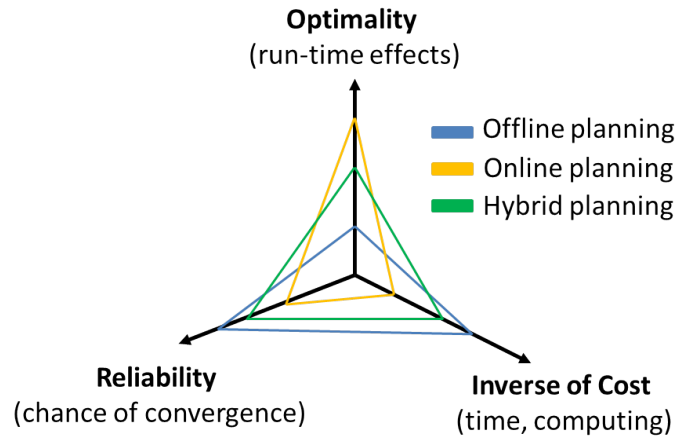 Optimality
(run-time effects)
Offline planning
Online planning
Hybrid planning
Reliability
(chance of convergence)
Inverse of Cost
(time, computing)